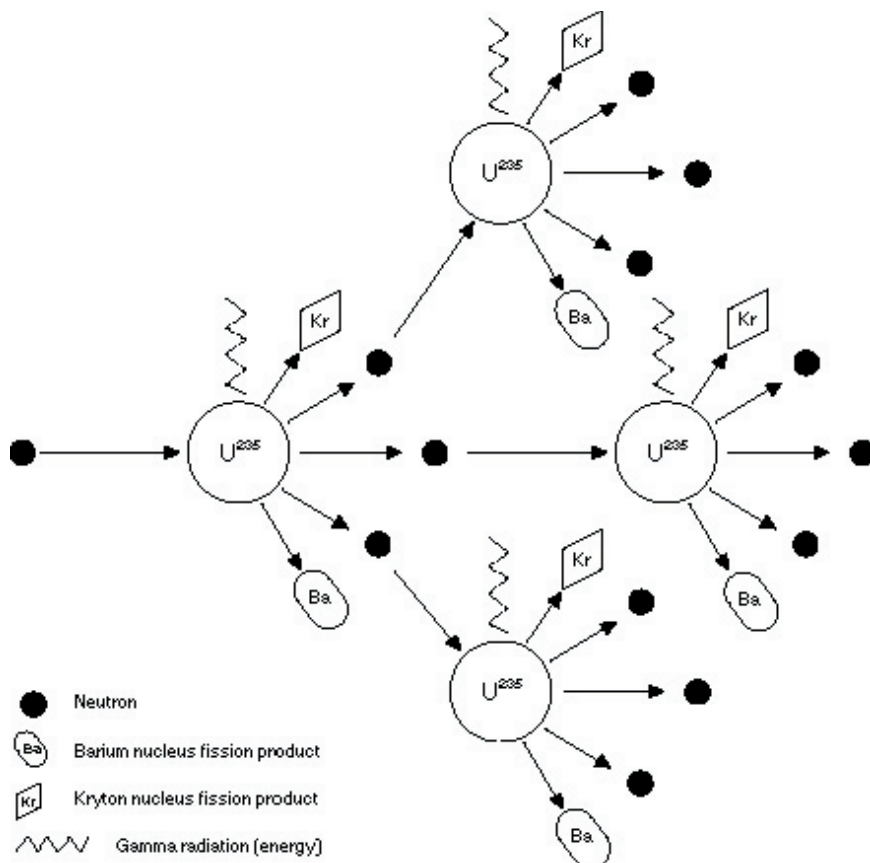 Kr
U235
Ba
Kr
Kr
U235
U235
Ba
Kr
Ba
U235
Ba
Neutron
Ba Barium nucleus fission product
Kr Kryton nucleus fission product
Gamma radiation (energy)